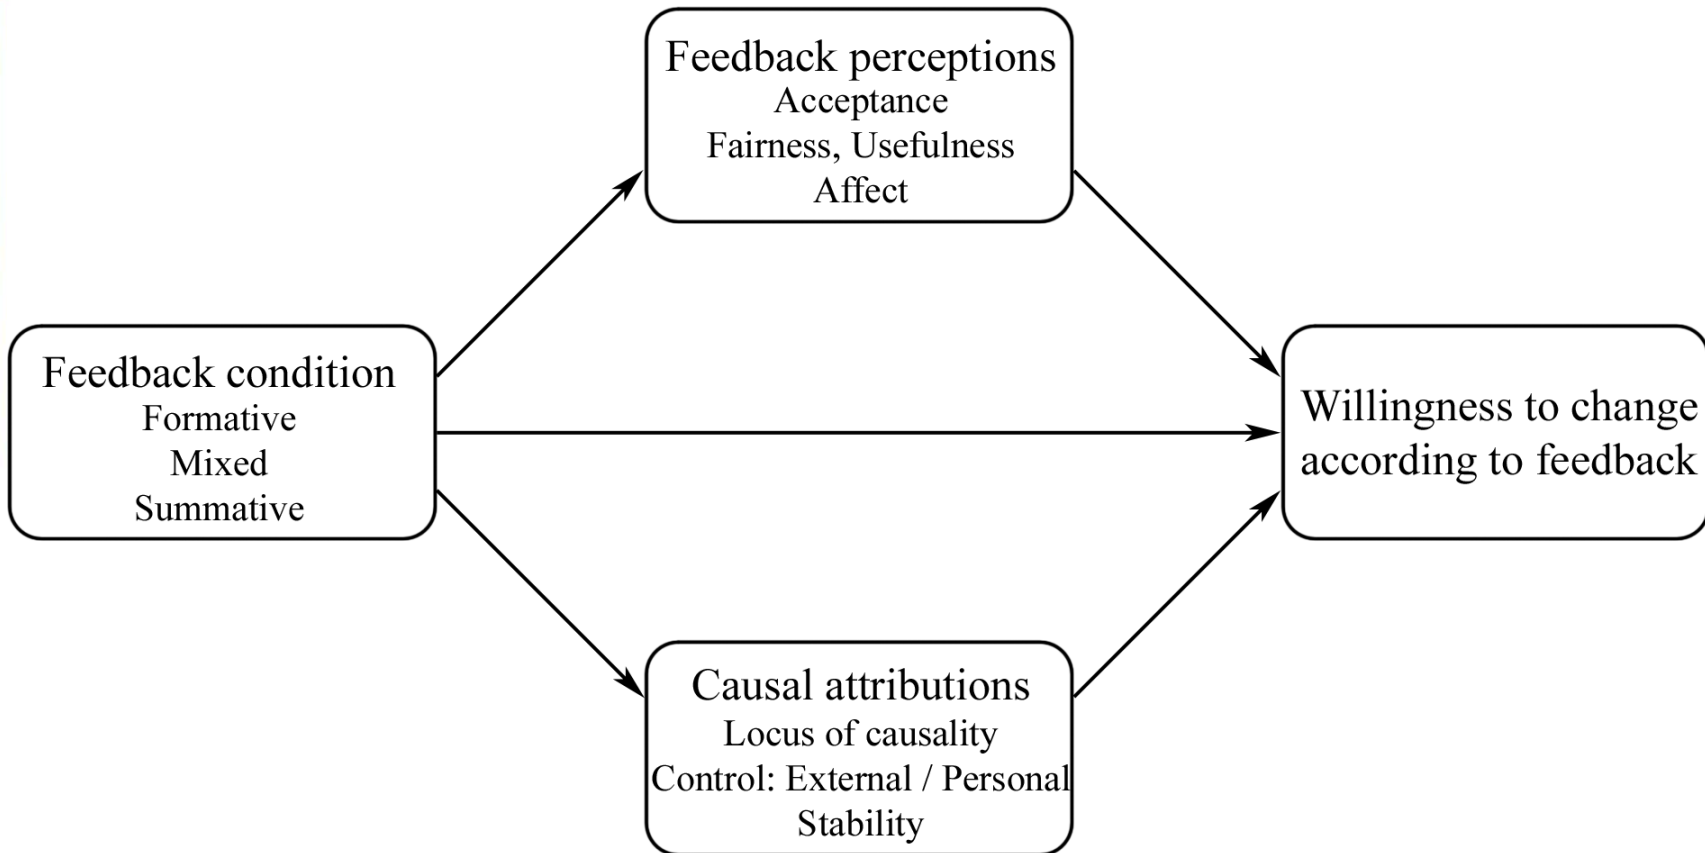 Feedback perceptions
Acceptance
Fairness, Usefulness
Affect
Feedback condition
Formative
Mixed
Summative
Willingness to change
according to feedback
Causal attributions
Locus of causality
Control: External / Personal
Stability